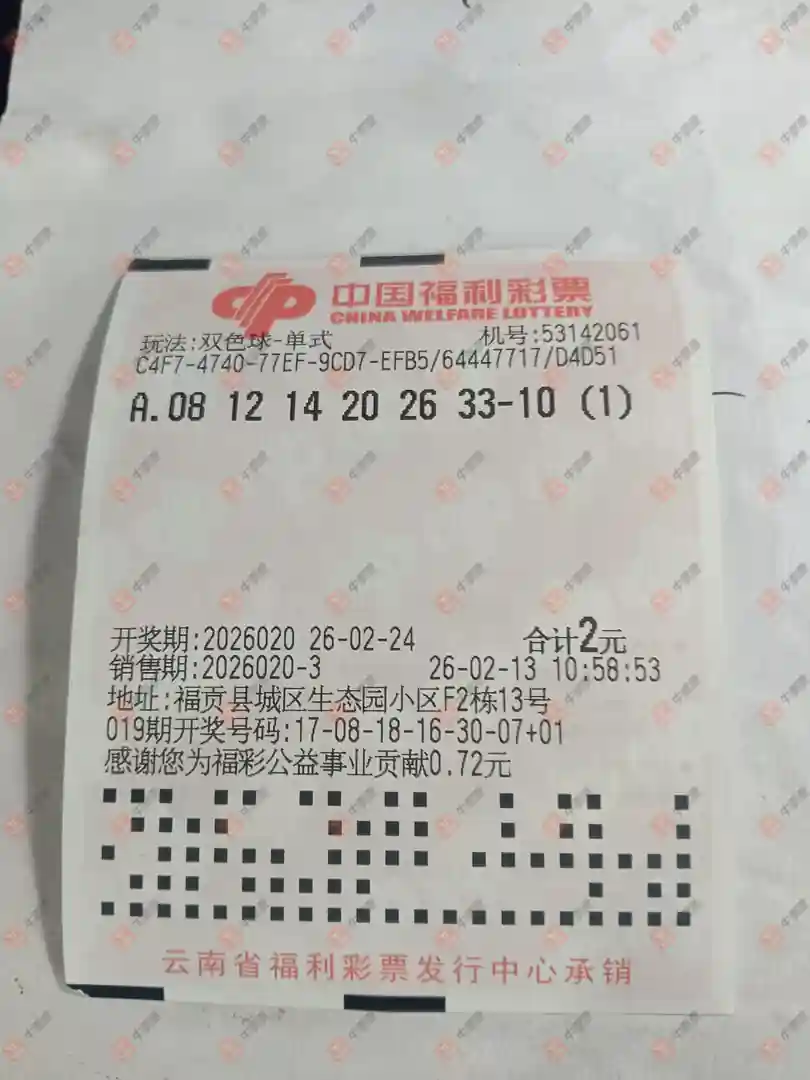 中国福利彩票
CHINA WELFARE LOTTERY
玩法:双色球-单式 机号:53142061
C4F7-4740-77EF-9CD7-EFB5/64447717/D4D51
A.08 12 14 20 26 33-10 (1)
开奖期:2026020 26-02-24 合计2元
销售期:2026020-3 26-02-13 10:58:53
地址:福贡县城区生态园小区F2栋13号
019期开奖号码:17-08-18-16-30-07+01
感谢您为福彩公益事业贡献0.72元
云南省福利彩票发行中心承销